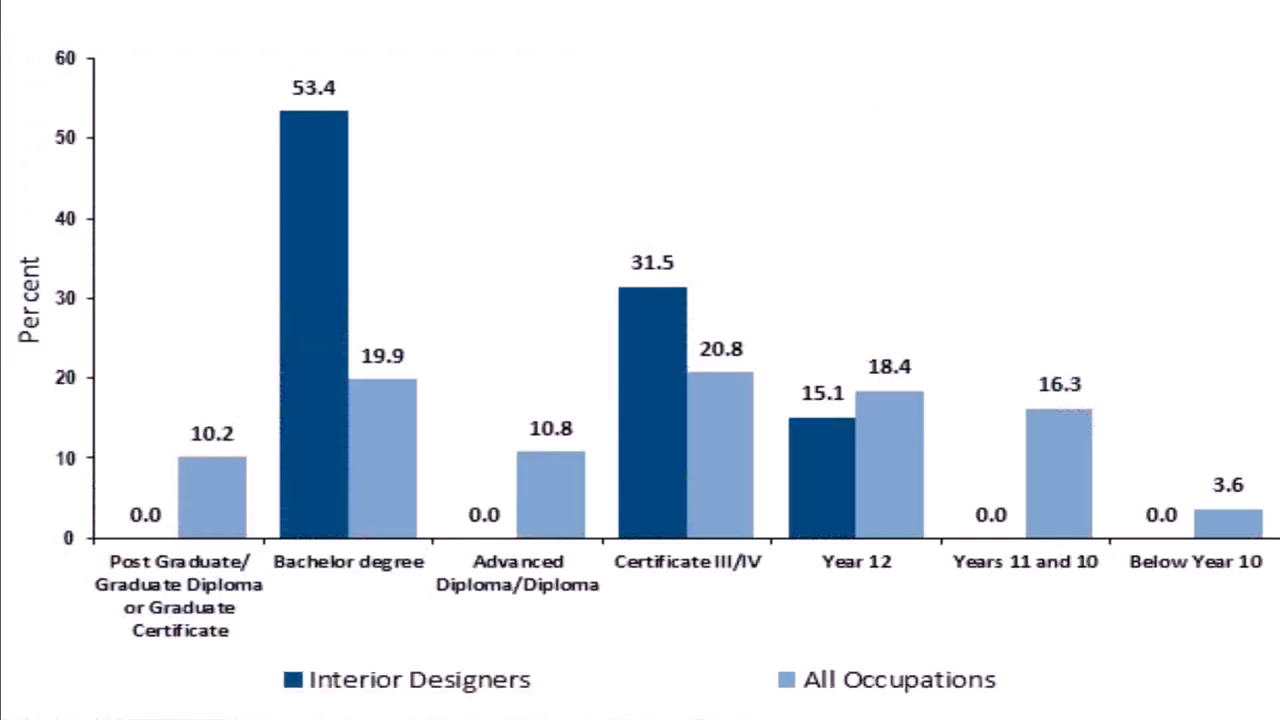 60
53.4
50
40
Per cent
31.5
30
19.9
20.8
20
18.4
15.1
16.3
10.2
10.8
10
0.0
0.0
0.0
0.0
3.6
0
Post Graduate/
Graduate Diploma
or Graduate
Certificate
Bachelor degree
Advanced
Diploma/Diploma
Certificate III/IV
Year 12
Years 11 and 10
Below Year 10
Interior Designers
All Occupations